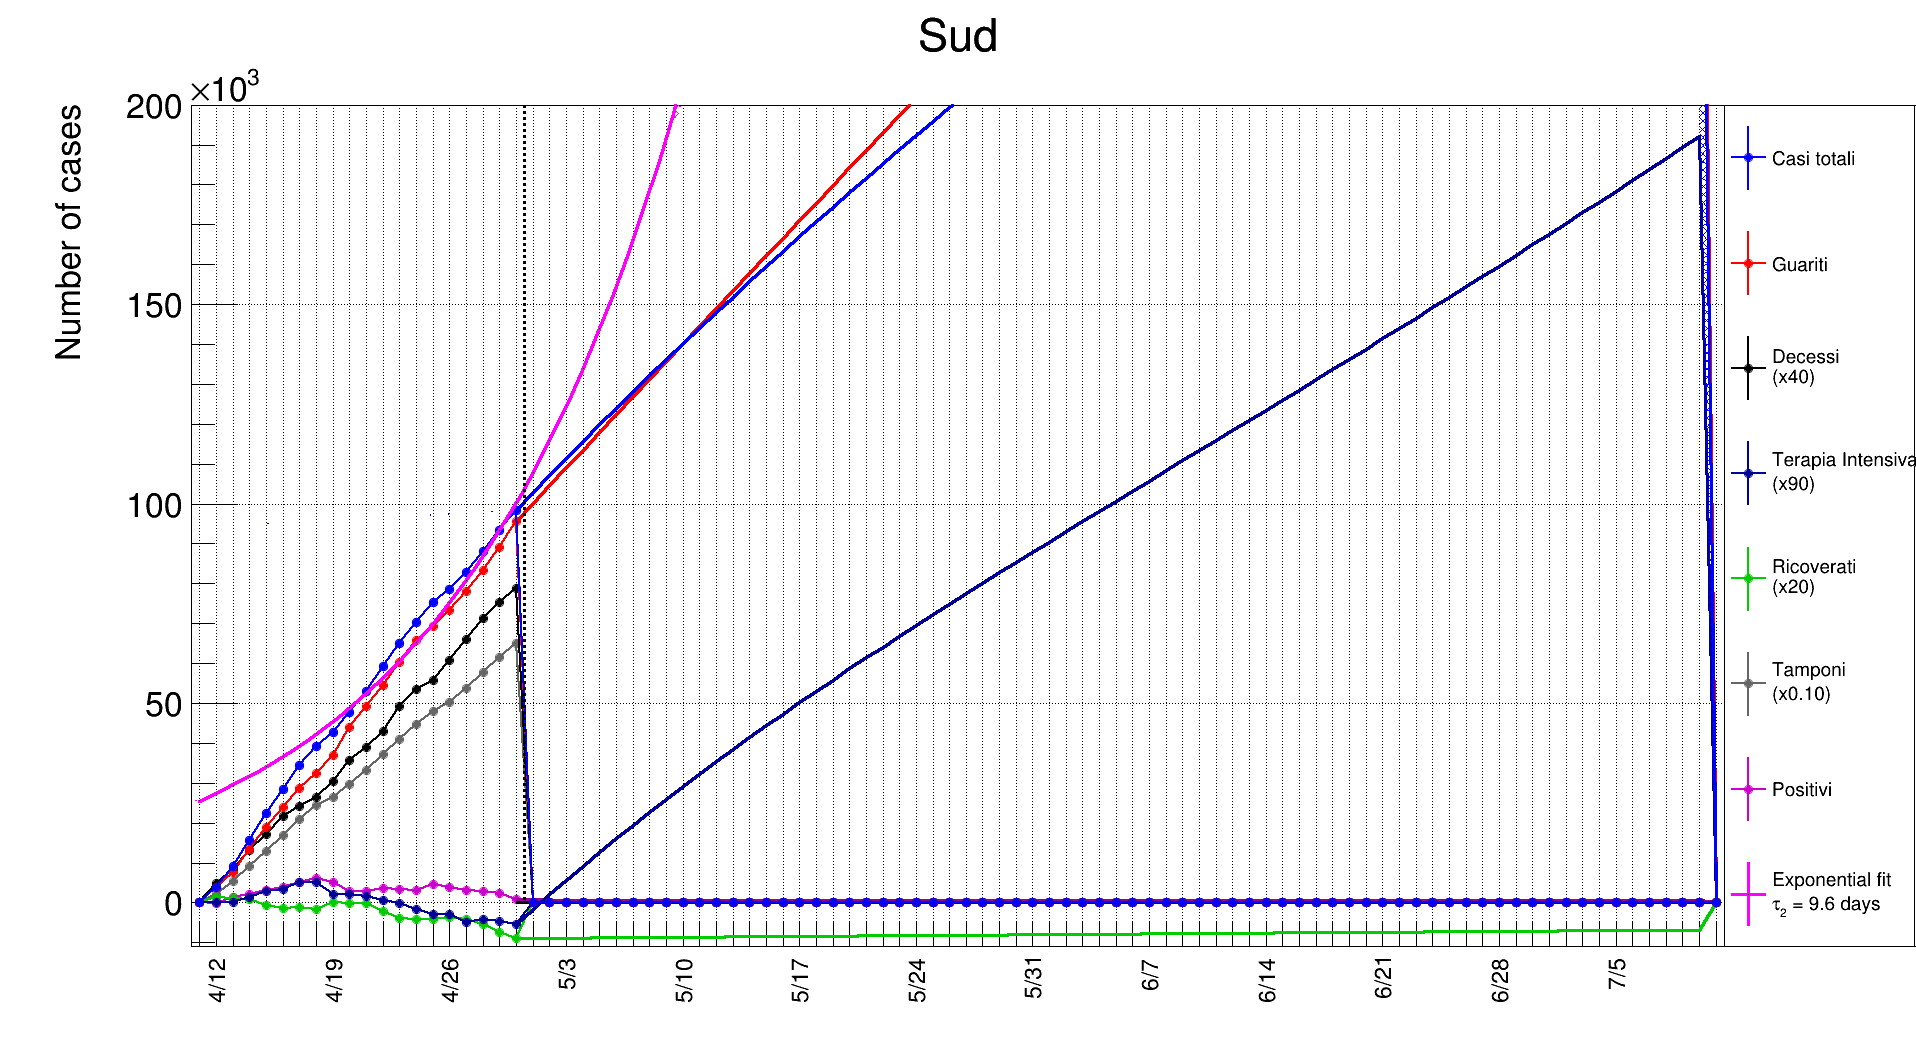 Sud
×10³
Number of cases
200
150
100
50
0
4/12
4/19
4/26
5/3
5/10
5/17
5/24
5/31
6/7
6/14
6/21
6/28
7/5
Casi totali
Guariti
Decessi
(x40)
Terapia Intensiva
(x90)
Ricoverati
(x20)
Tamponi
(x0.10)
Positivi
Exponential fit
τ₂ = 9.6 days